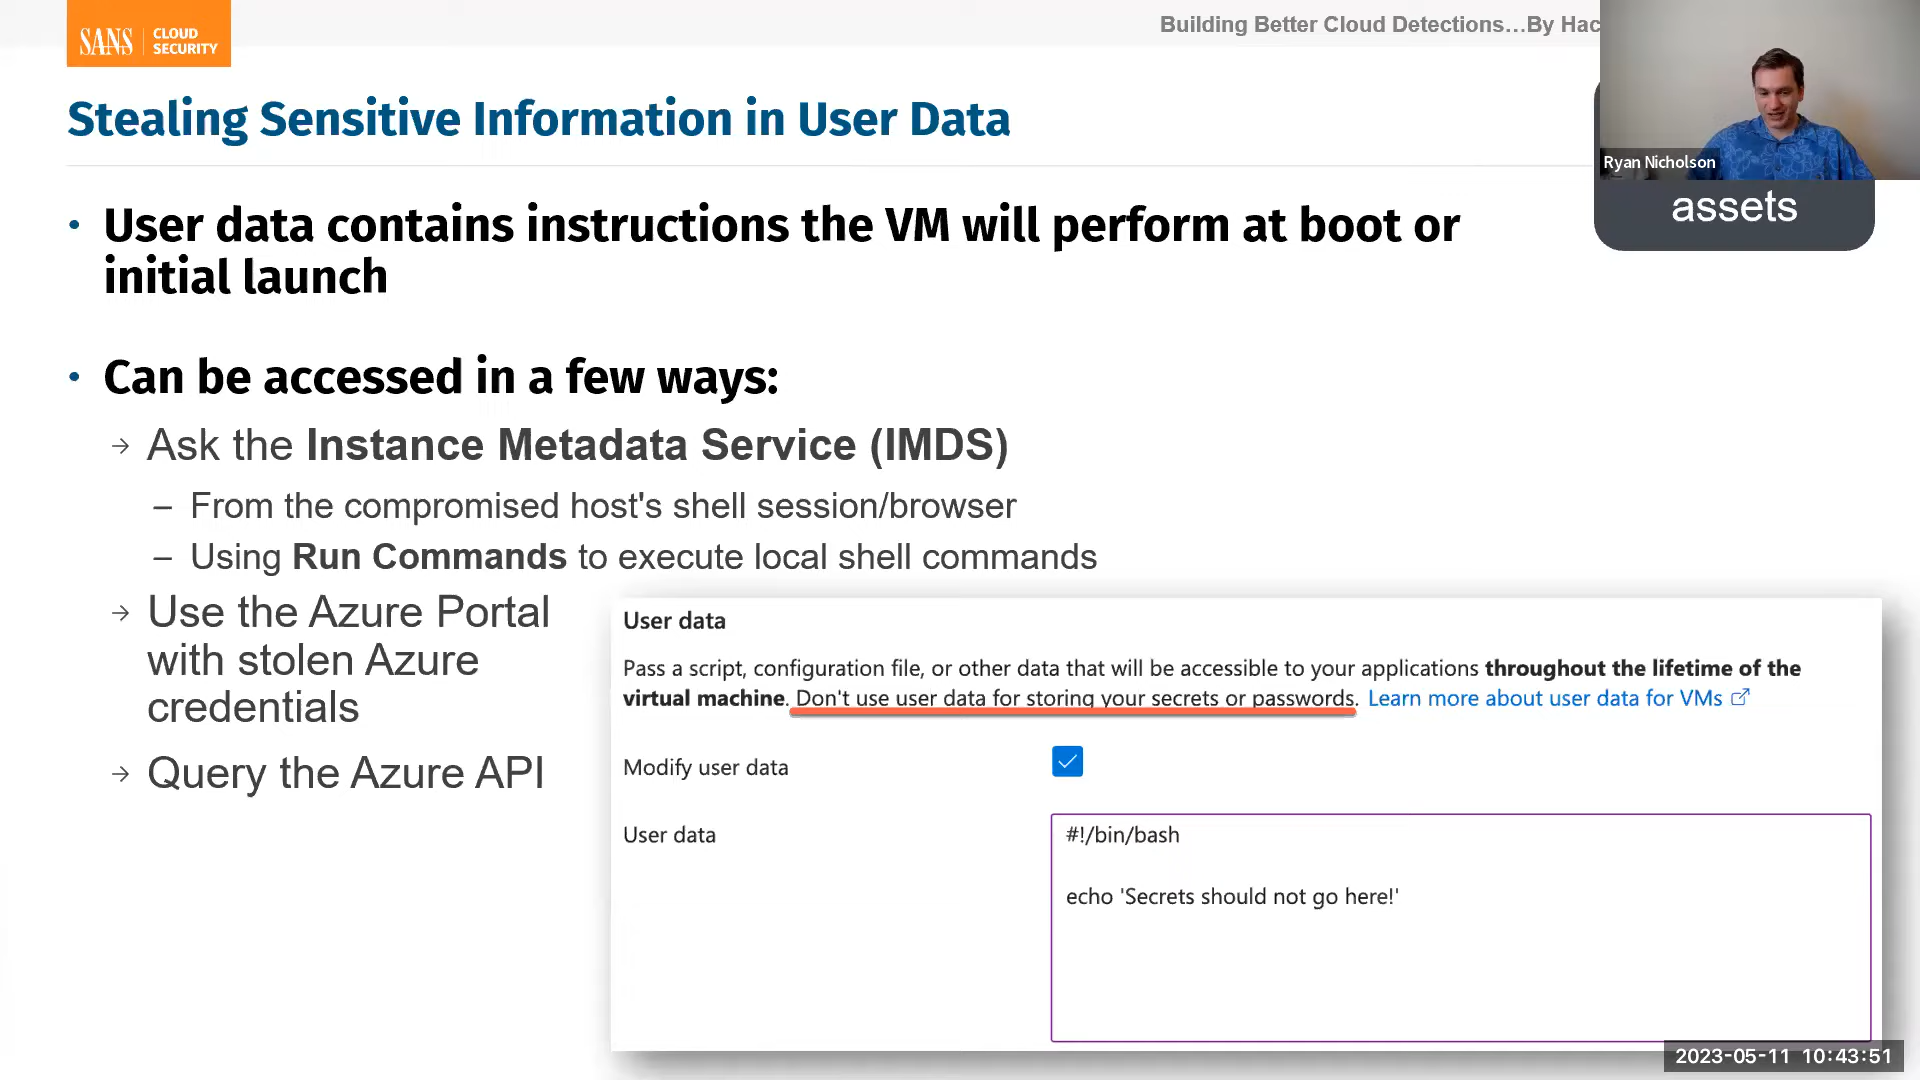 SANS
CLOUD
SECURITY
Building Better Cloud Detections…By Hac
Ryan Nicholson
assets
Stealing Sensitive Information in User Data
• User data contains instructions the VM will perform at boot or
initial launch
• Can be accessed in a few ways:
→ Ask the Instance Metadata Service (IMDS)
– From the compromised host's shell session/browser
– Using Run Commands to execute local shell commands
→ Use the Azure Portal
with stolen Azure
credentials
→ Query the Azure API
User data
Pass a script, configuration file, or other data that will be accessible to your applications throughout the lifetime of the
virtual machine. Don't use user data for storing your secrets or passwords. Learn more about user data for VMs
Modify user data
User data
#!/bin/bash
echo 'Secrets should not go here!'
2023-05-11 10:43:51